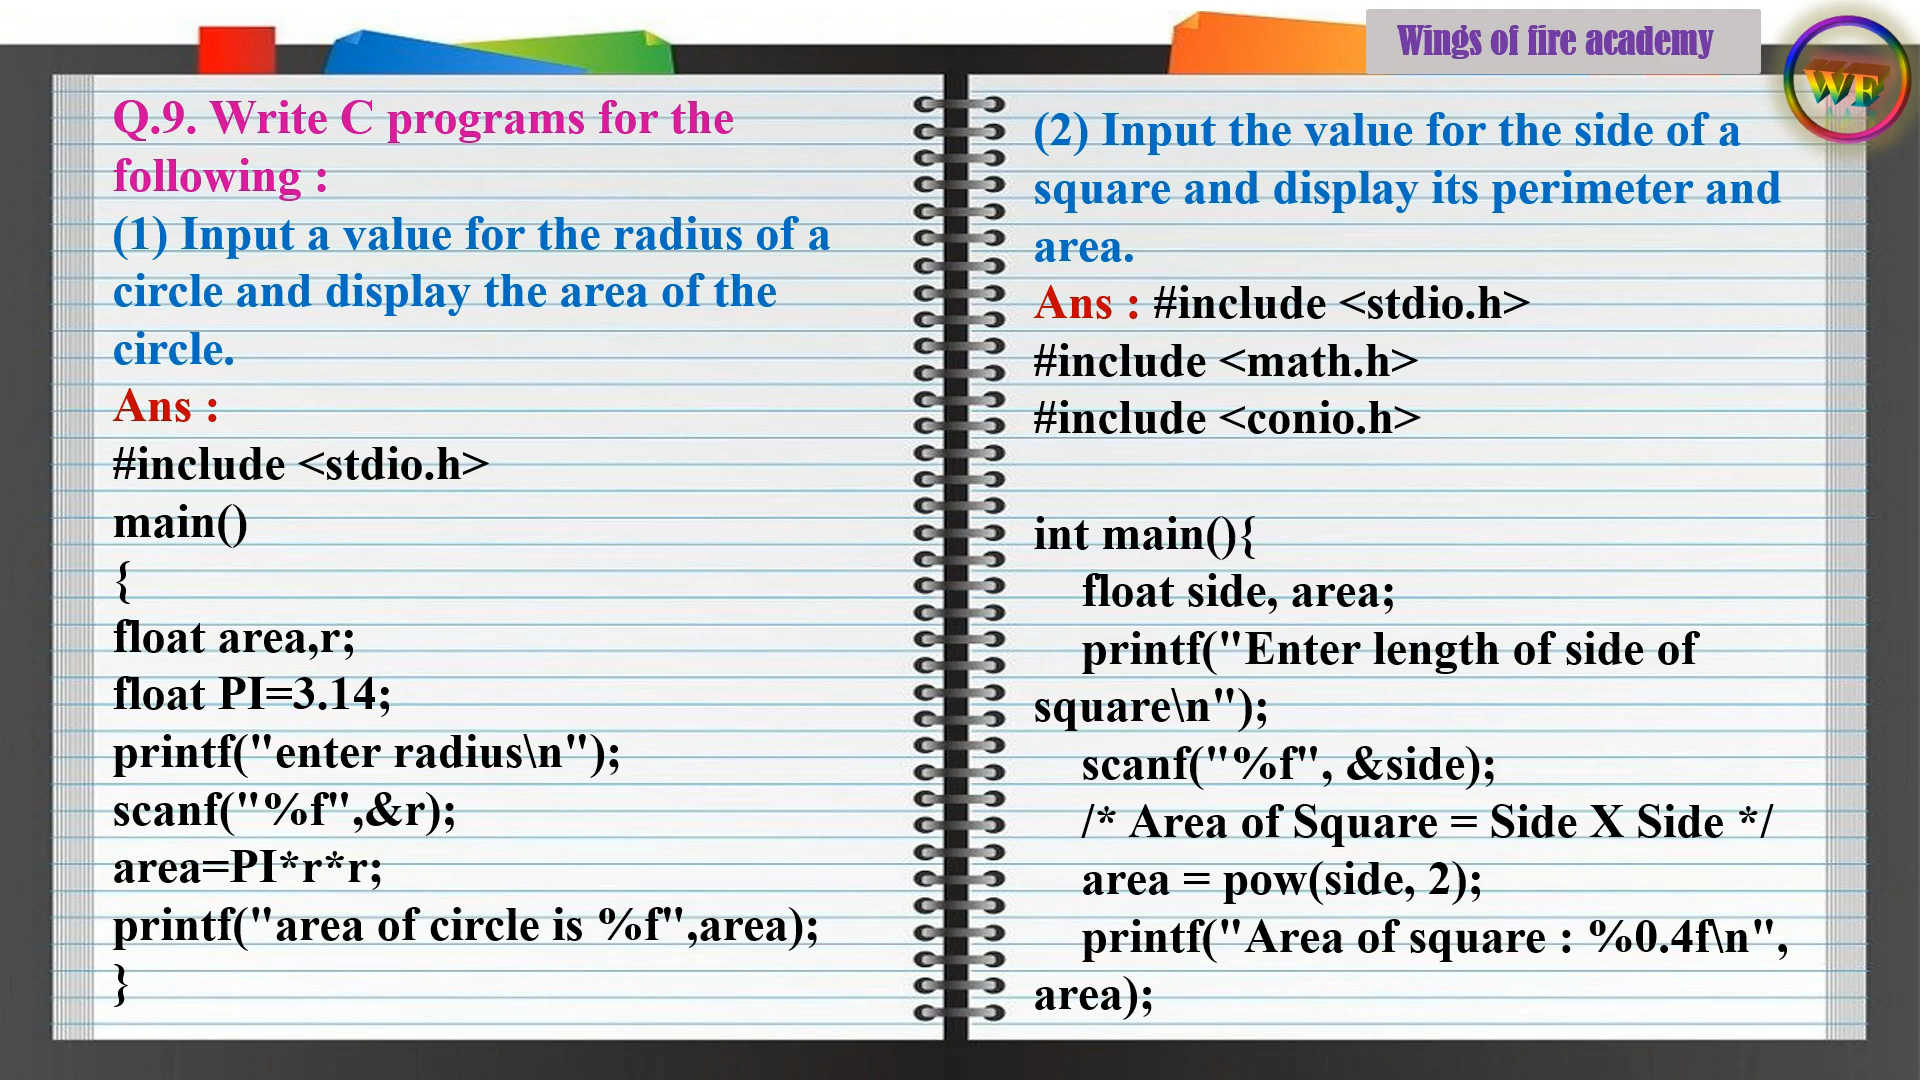 Wings of fire academy
WE
Q.9. Write C programs for the
following :
(1) Input a value for the radius of a
circle and display the area of the
circle.
Ans :
#include <stdio.h>
main()
{
float area,r;
float PI=3.14;
printf("enter radius\n");
scanf("%f",&r);
area=PI*r*r;
printf("area of circle is %f",area);
}
(2) Input the value for the side of a
square and display its perimeter and
area.
Ans : #include <stdio.h>
#include <math.h>
#include <conio.h>
int main(){
float side, area;
printf("Enter length of side of
square\n");
scanf("%f", &side);
/* Area of Square = Side X Side */
area = pow(side, 2);
printf("Area of square : %0.4f\n",
area);